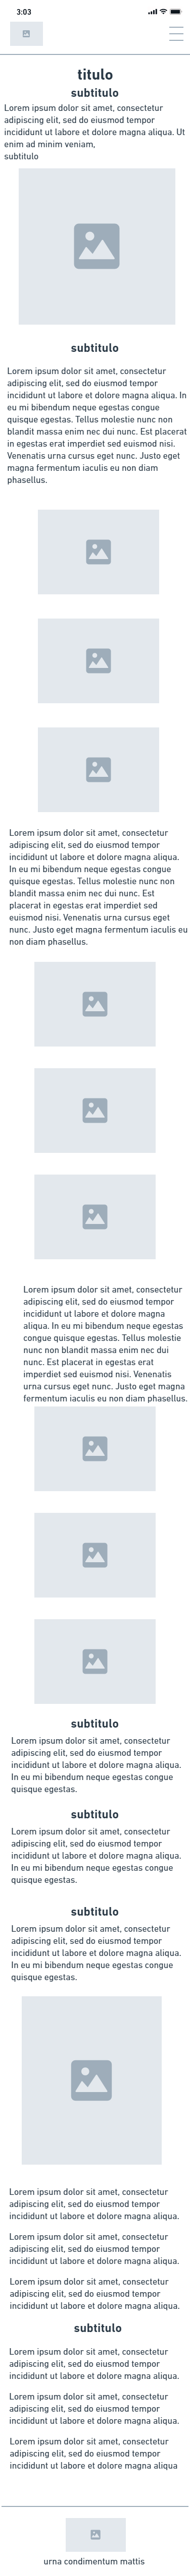 3:03
titulo
subtitulo
Lorem ipsum dolor sit amet, consectetur
adipiscing elit, sed do eiusmod tempor
incididunt ut labore et dolore magna aliqua. Ut
enim ad minim veniam,
subtitulo
subtitulo
Lorem ipsum dolor sit amet, consectetur
adipiscing elit, sed do eiusmod tempor
incididunt ut labore et dolore magna aliqua. In
eu mi bibendum neque egestas congue
quisque egestas. Tellus molestie nunc non
blandit massa enim nec dui nunc. Est placerat
in egestas erat imperdiet sed euismod nisi.
Venenatis urna cursus eget nunc. Justo eget
magna fermentum iaculis eu non diam
phasellus.
Lorem ipsum dolor sit amet, consectetur
adipiscing elit, sed do eiusmod tempor
incididunt ut labore et dolore magna aliqua.
In eu mi bibendum neque egestas congue
quisque egestas. Tellus molestie nunc non
blandit massa enim nec dui nunc. Est
placerat in egestas erat imperdiet sed
euismod nisi. Venenatis urna cursus eget
nunc. Justo eget magna fermentum iaculis eu
non diam phasellus.
Lorem ipsum dolor sit amet, consectetur
adipiscing elit, sed do eiusmod tempor
incididunt ut labore et dolore magna
aliqua. In eu mi bibendum neque egestas
congue quisque egestas. Tellus molestie
nunc non blandit massa enim nec dui
nunc. Est placerat in egestas erat
imperdiet sed euismod nisi. Venenatis
urna cursus eget nunc. Justo eget magna
fermentum iaculis eu non diam phasellus.
subtitulo
Lorem ipsum dolor sit amet, consectetur
adipiscing elit, sed do eiusmod tempor
incididunt ut labore et dolore magna aliqua.
In eu mi bibendum neque egestas congue
quisque egestas.
subtitulo
Lorem ipsum dolor sit amet, consectetur
adipiscing elit, sed do eiusmod tempor
incididunt ut labore et dolore magna aliqua.
In eu mi bibendum neque egestas congue
quisque egestas.
subtitulo
Lorem ipsum dolor sit amet, consectetur
adipiscing elit, sed do eiusmod tempor
incididunt ut labore et dolore magna aliqua.
In eu mi bibendum neque egestas congue
quisque egestas.
Lorem ipsum dolor sit amet, consectetur
adipiscing elit, sed do eiusmod tempor
incididunt ut labore et dolore magna aliqua.
Lorem ipsum dolor sit amet, consectetur
adipiscing elit, sed do eiusmod tempor
incididunt ut labore et dolore magna aliqua.
Lorem ipsum dolor sit amet, consectetur
adipiscing elit, sed do eiusmod tempor
incididunt ut labore et dolore magna aliqua.
subtitulo
Lorem ipsum dolor sit amet, consectetur
adipiscing elit, sed do eiusmod tempor
incididunt ut labore et dolore magna aliqua.
Lorem ipsum dolor sit amet, consectetur
adipiscing elit, sed do eiusmod tempor
incididunt ut labore et dolore magna aliqua.
Lorem ipsum dolor sit amet, consectetur
adipiscing elit, sed do eiusmod tempor
incididunt ut labore et dolore magna aliqua
urna condimentum mattis